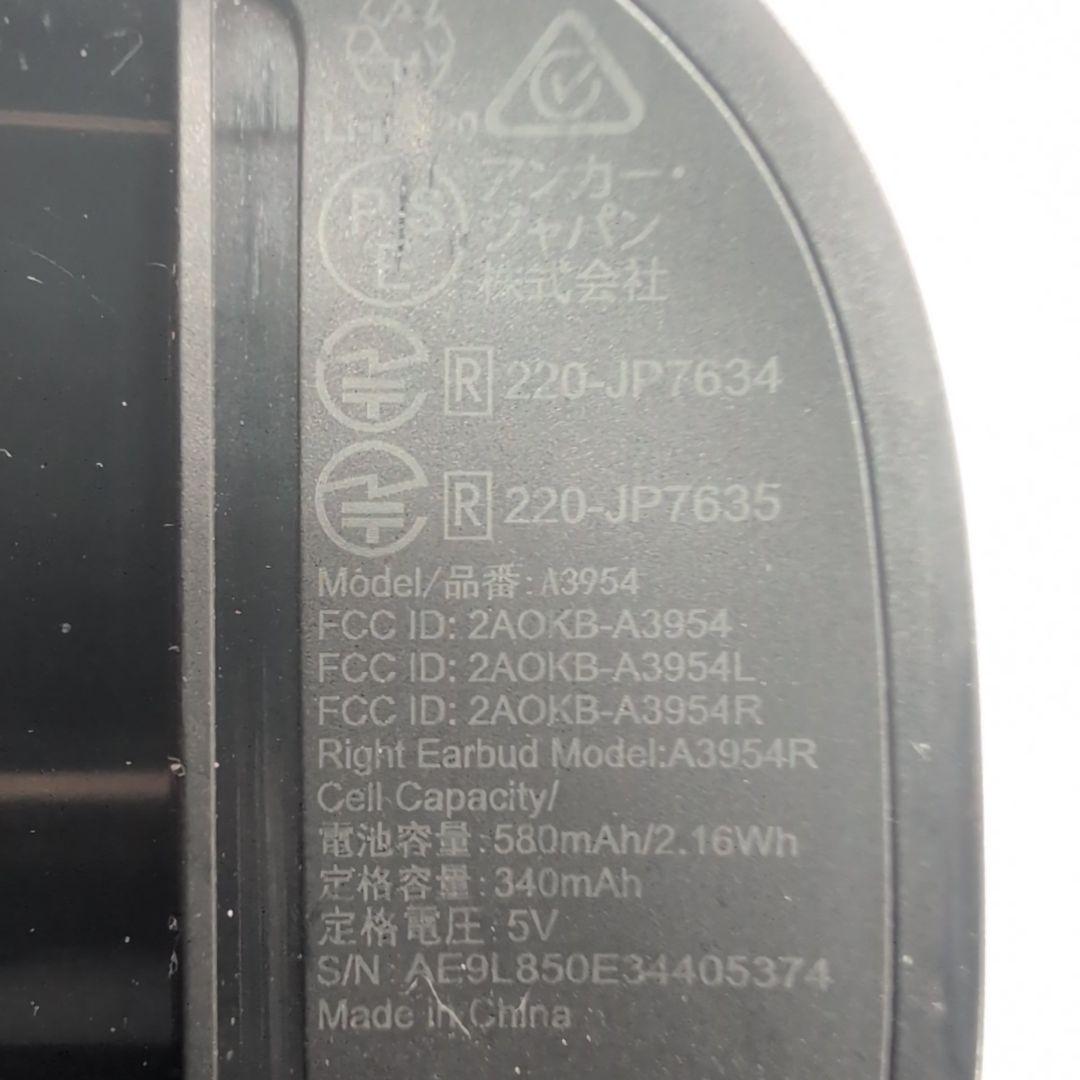 PSE
アンカー・
ジャパン
株式会社
R 220-JP7634
R 220-JP7635
Model/品番:A3954
FCC ID: 2AOKB-A3954
FCC ID: 2AOKB-A3954L
FCC ID: 2AOKB-A3954R
Right Earbud Model:A3954R
Cell Capacity/
電池容量:580mAh/2.16Wh
定格容量:340mAh
定格電圧:5V
S/N:AE9L850E34405374
Made in China